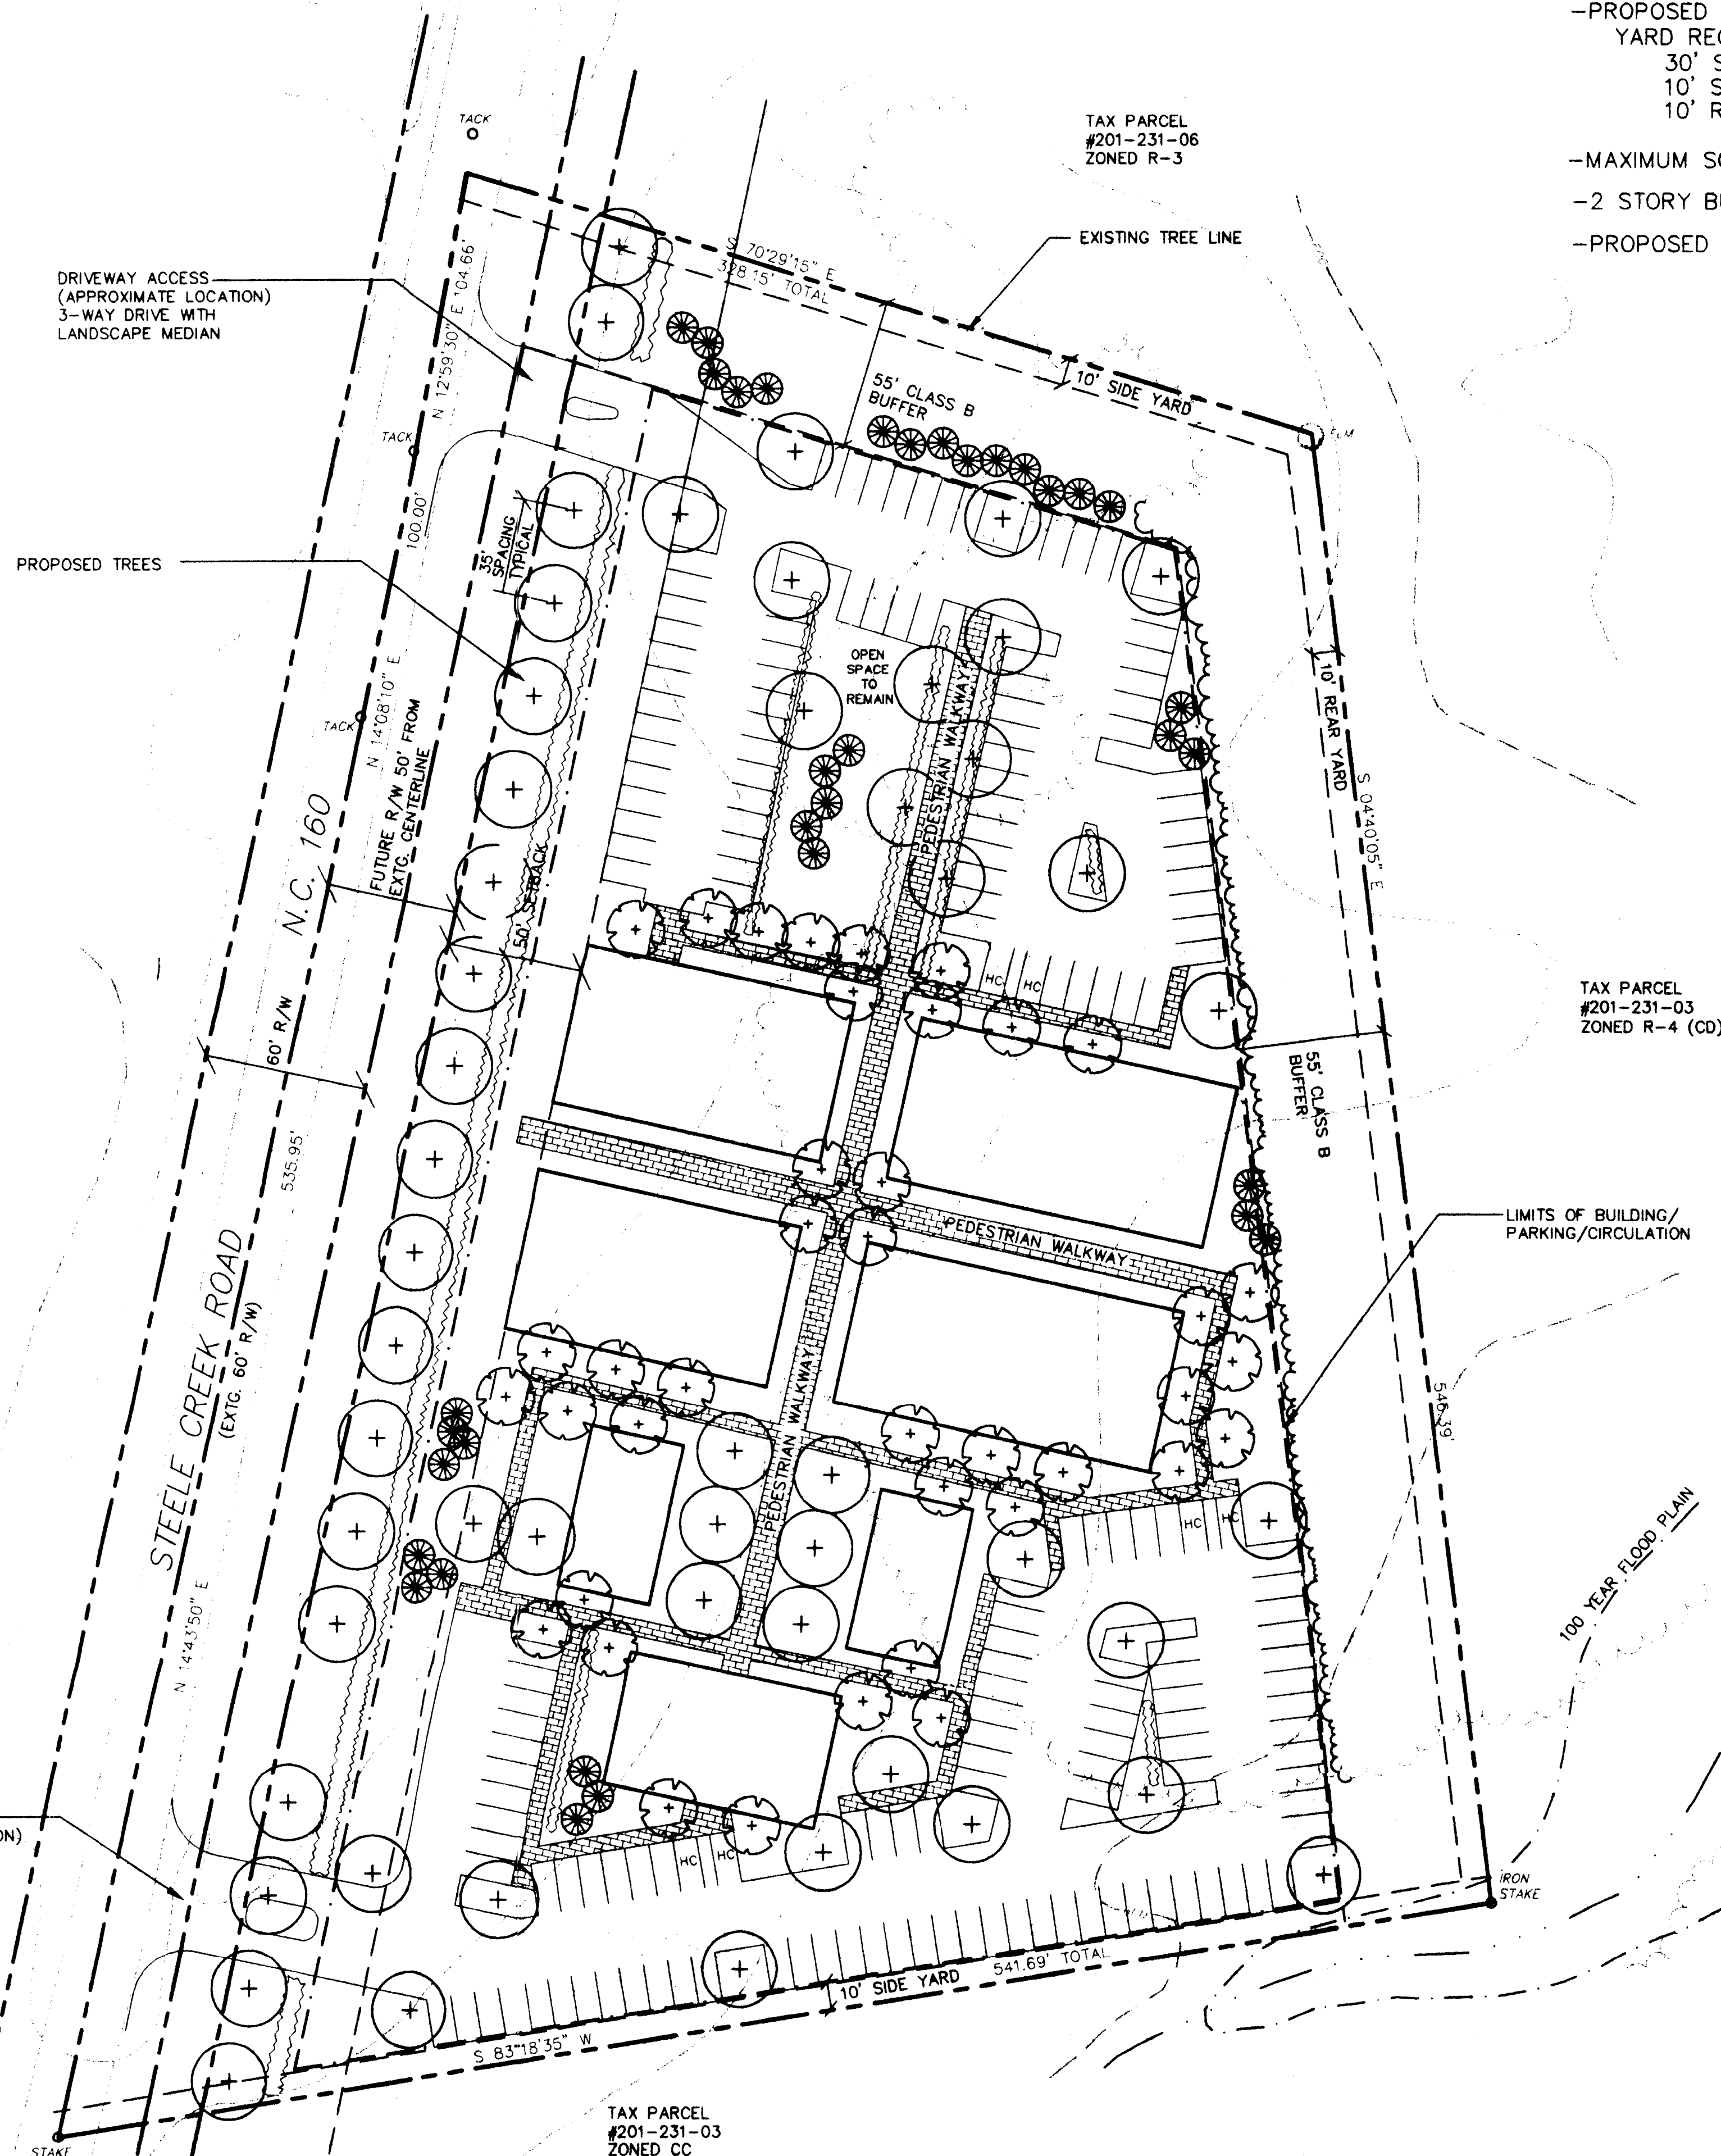 -PROPOSED
YARD
30'
10'
10'
-MAXIMUM
-2 STORY
-PROPOSED
TACK
TAX PARCEL
#201-231-06
ZONED R-3
EXISTING TREE LINE
S 70°29'15" E
328.15' TOTAL
DRIVEWAY ACCESS
(APPROXIMATE LOCATION)
3-WAY DRIVE WITH
LANDSCAPE MEDIAN
N 12°59'30" E 104.66'
10' SIDE YARD
55' CLASS B
BUFFER
ELM
TACK
100.00'
35'
SPACING
TYPICAL
PROPOSED TREES
OPEN
SPACE
TO
REMAIN
PEDESTRIAN WALKWAY
10' REAR YARD
TACK
N 14°08'10" E
FUTURE R/W 50' FROM
EXTG. CENTERLINE
S 04°40'05" E
N.C. 160
50' SETBACK
HC
HC
TAX PARCEL
#201-231-03
ZONED R-4 (CD)
60' R/W
55' CLASS B
BUFFER
535.95'
PEDESTRIAN WALKWAY
LIMITS OF BUILDING/
PARKING/CIRCULATION
STEELE CREEK ROAD
(EXTG. 60' R/W)
PEDESTRIAN WALKWAY
546.39'
HC
HC
100 YEAR FLOOD PLAIN
N 14°43'50" E
HC
HC
IRON
STAKE
10' SIDE YARD
541.69' TOTAL
S 83°18'35" W
TAX PARCEL
#201-231-03
ZONED CC
STAKE